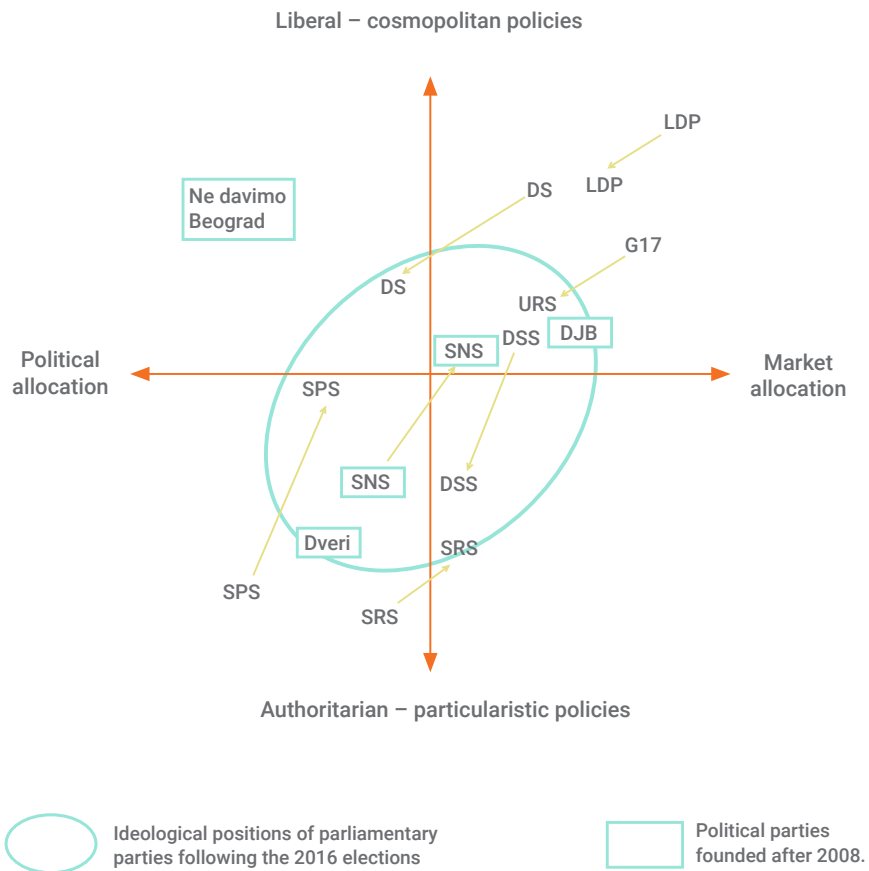 Liberal – cosmopolitan policies
LDP
LDP
Ne davimo
Beograd
DS
G17
DS
URS
DJB
DSS
SNS
Political
allocation
Market
allocation
SPS
SNS
DSS
Dveri
SRS
SPS
SRS
Authoritarian – particularistic policies
Ideological positions of parliamentary
parties following the 2016 elections
Political parties
founded after 2008.